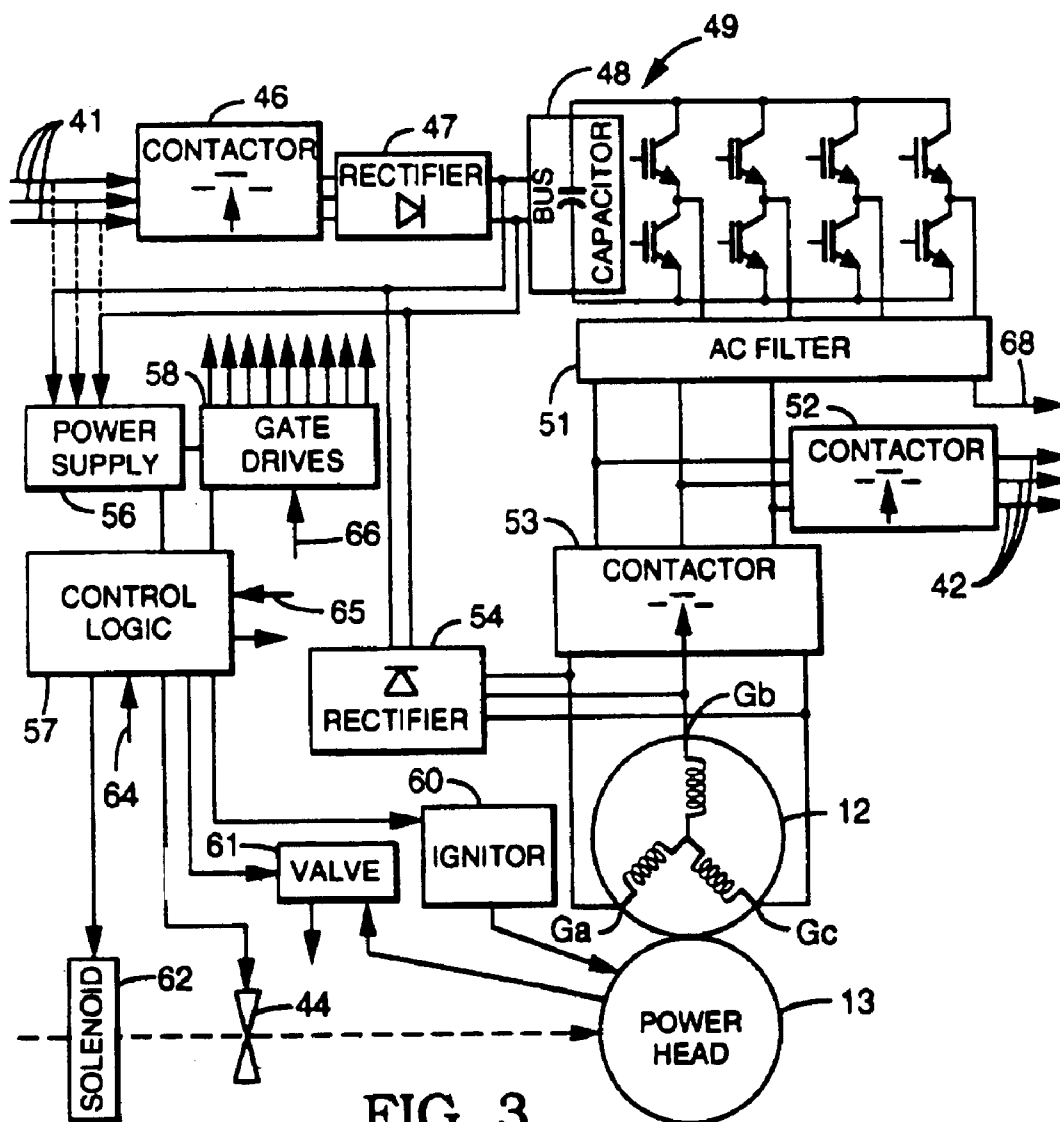 49
48
46
41
47
CONTACTOR
RECTIFIER
BUS
CAPACITOR
AC FILTER
68
58
51
52
POWER
SUPPLY
GATE
DRIVES
CONTACTOR
56
66
53
42
CONTACTOR
CONTROL
LOGIC
65
54
RECTIFIER
Gb
57
64
60
12
61
VALVE
IGNITOR
Ga
Gc
SOLENOID
62
44
13
POWER
HEAD
FIG. 3